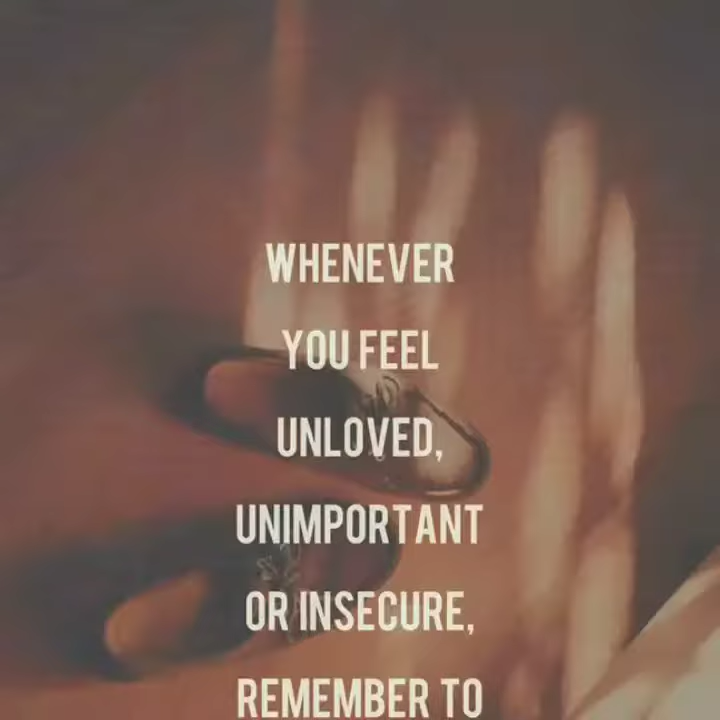 WHENEVER
YOU FEEL
UNLOVED,
UNIMPORTANT
OR INSECURE,
REMEMBER TO